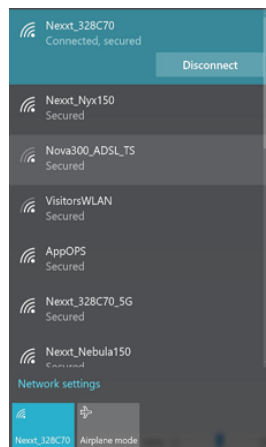 Nexxt_328C70
Connected, secured
Disconnect
Nexxt_Nyx150
Secured
Nova300_ADSL_TS
Secured
VisitorsWLAN
Secured
AppOPS
Secured
Nexxt_328C70_5G
Secured
Nexxt_Nebula150
Secured
Network settings
Nexxt_328C70
Airplane mode